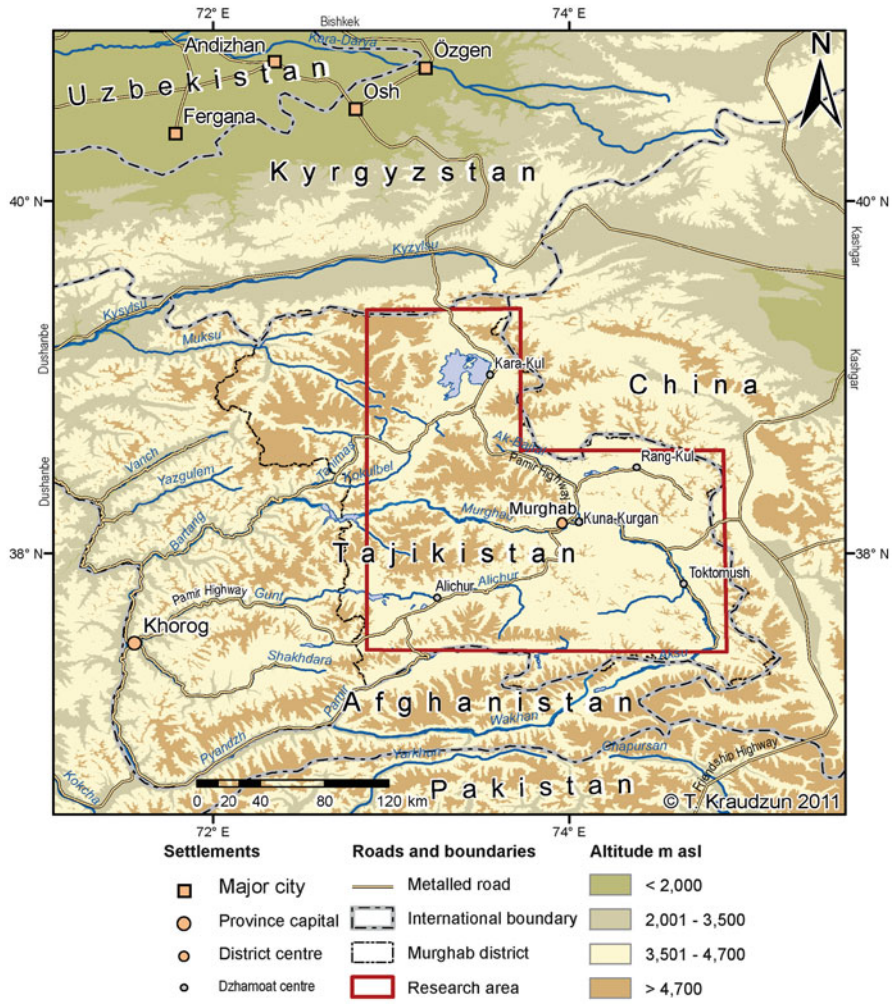 72° E
Bishkek
74° E
Andizhan
Kara-Darya
Özgen
N
Uzbekistan
Osh
Fergana
Kyrgyzstan
40° N
40° N
Kyzylsu
Kashgar
Kysylsu
Dushanbe
Muksu
Kara-Kul
China
Kashgar
Ak-Baital
Rang-Kul
Vanch
Tanimas
Kokuibel
Pamir Highway
Yazgulem
Dushanbe
Murghab
Murghab
Kuna-Kurgan
Bartang
38° N
Tajikistan
38° N
Toktomush
Alichur
Alichur
Pamir Highway
Gunt
Khorog
Shakhdara
Aksu
Pamir
Afghanistan
Wakhan
Pyandzh
Yarkhun
Chapursan
Kokcha
Friendship Highway
Pakistan
0 20 40 80 120 km
© T. Kraudzun 2011
72° E
74° E
Settlements
Major city
Province capital
District centre
Dzhamoat centre
Roads and boundaries
Metalled road
International boundary
Murghab district
Research area
Altitude m asl
< 2,000
2,001 - 3,500
3,501 - 4,700
> 4,700